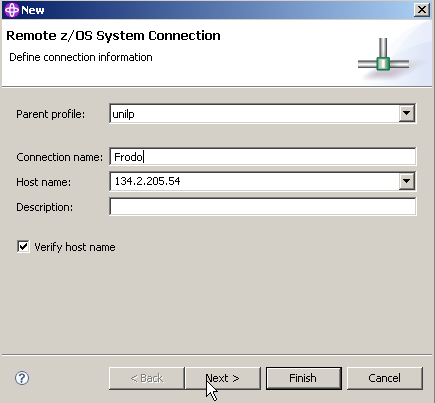 New
Remote z/OS System Connection
Define connection information
Parent profile: unilp
Connection name: Frodo
Host name: 134.2.205.54
Description:
Verify host name
? < Back Next > Finish Cancel